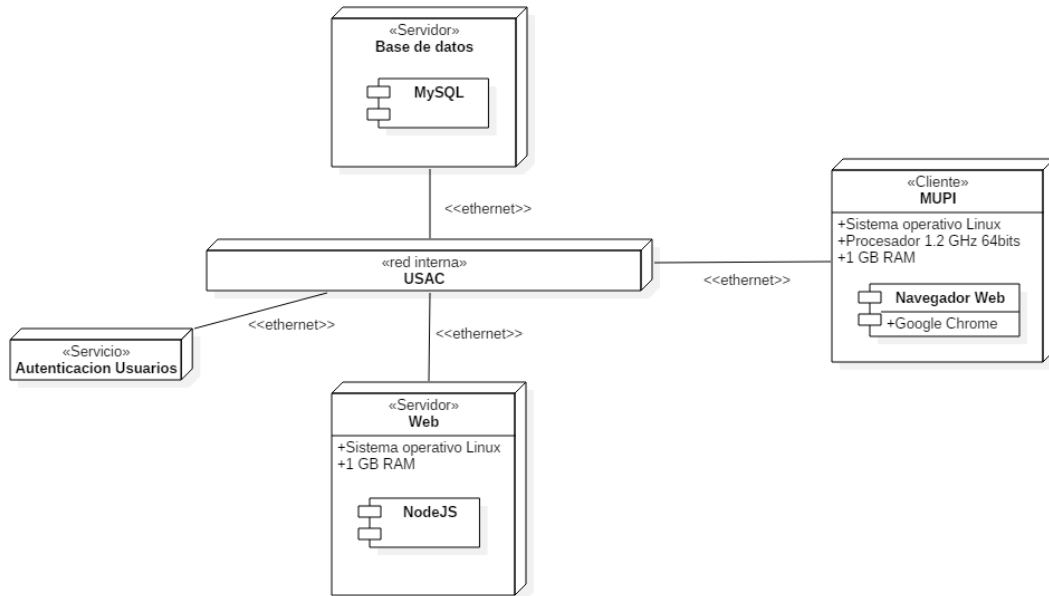 «Servidor»
Base de datos
MySQL
<<ethernet>>
«Cliente»
MUPI
+Sistema operativo Linux
+Procesador 1.2 GHz 64bits
+1 GB RAM
Navegador Web
+Google Chrome
«red interna»
USAC
<<ethernet>>
<<ethernet>>
<<ethernet>>
«Servicio»
Autenticacion Usuarios
«Servidor»
Web
+Sistema operativo Linux
+1 GB RAM
NodeJS